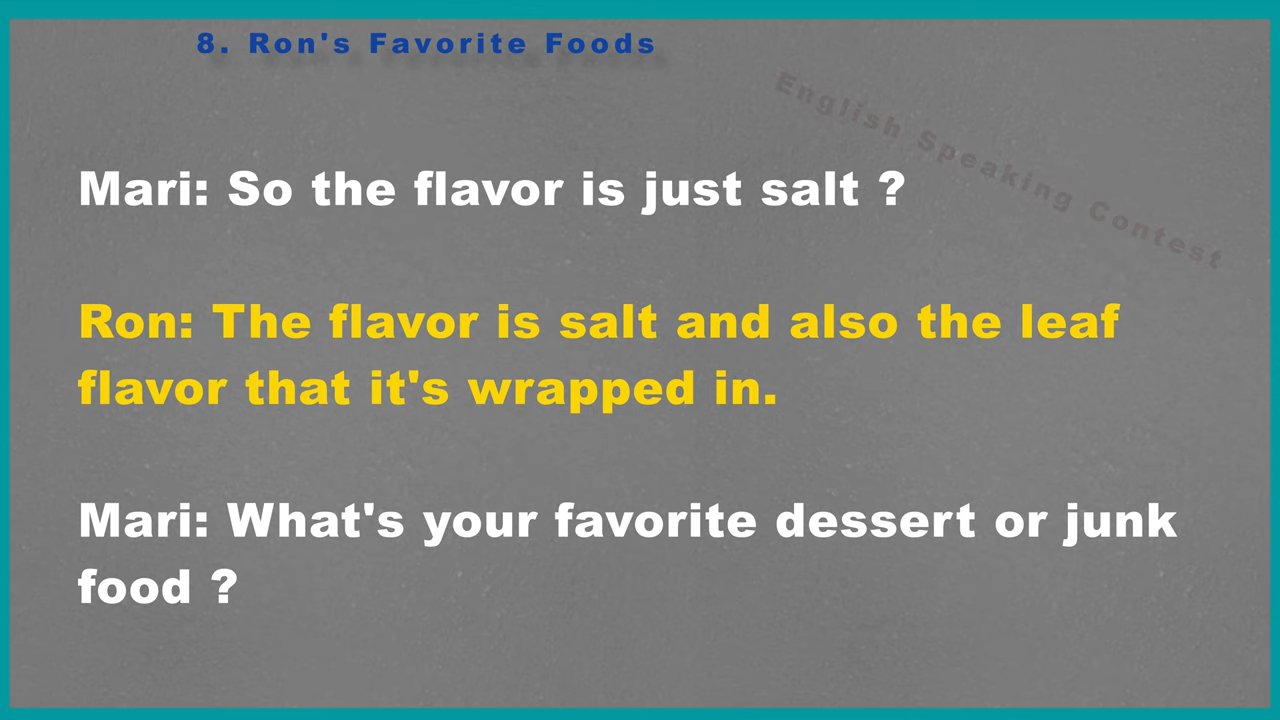 8. Ron's Favorite Foods
English Speaking Contest
Mari: So the flavor is just salt ?
Ron: The flavor is salt and also the leaf
flavor that it's wrapped in.
Mari: What's your favorite dessert or junk
food ?